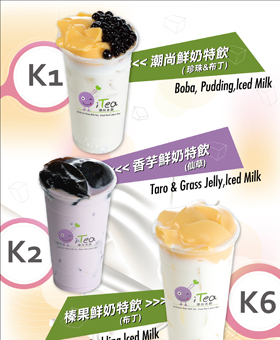 K1
<< 潮尚鮮奶特飲
(珍珠&布丁)
Boba, Pudding,Iced Milk
iTea
<< 香芋鮮奶特飲
(仙草)
Taro & Grass Jelly,Iced Milk
K2
iTea
榛果鮮奶特飲 >>>
(布丁)
Iced Milk
iTea
K6